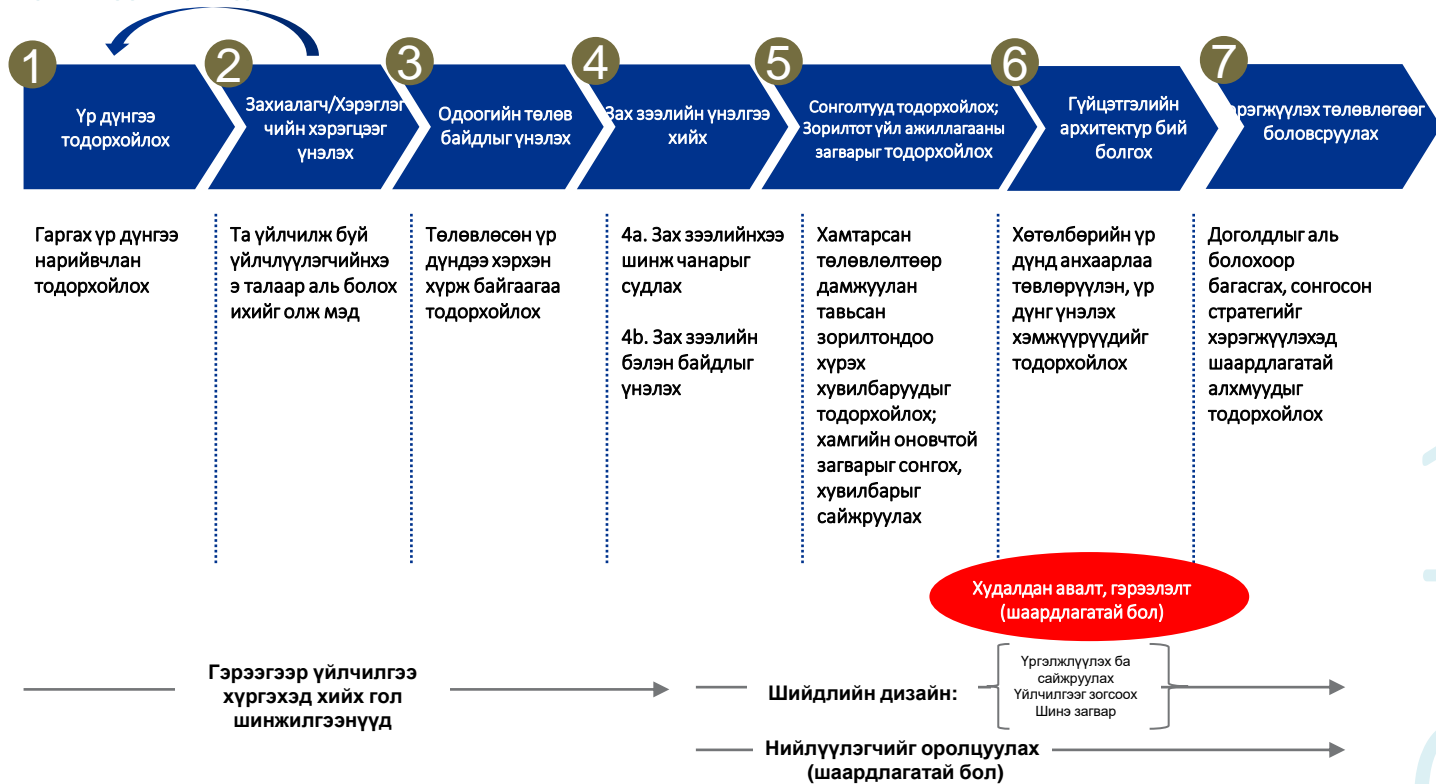 1
Үр дүнгээ
тодорхойлох
2
Захиалагч/Хэрэглэг
чийн хэрэгцээг
үнэлэх
3
Одоогийн төлөв
байдлыг үнэлэх
4
Зах зээлийн үнэлгээ
хийх
5
Сонголтууд тодорхойлох;
Зорилтот үйл ажиллагааны
загварыг тодорхойлох
6
Гүйцэтгэлийн
архитектур бий
болгох
7
эрэгжүүлэх төлөвлөгөөг
боловсруулах
Гаргах үр дүнгээ
нарийвчлан
тодорхойлох
Та үйлчилж буй
үйлчлүүлэгчийнхэ
э талаар аль болох
ихийг олж мэд
Төлөвлөсөн үр
дүндээ хэрхэн
хүрж байгаагаа
тодорхойлох
4a. Зах зээлийнхээ
шинж чанарыг
судлах
4b. Зах зээлийн
бэлэн байдлыг
үнэлэх
Хамтарсан
төлөвлөлтөөр
дамжуулан
тавьсан
зорилтондоо
хүрэх
хувилбаруудыг
тодорхойлох;
хамгийн оновчтой
загварыг сонгох,
хувилбарыг
сайжруулах
Хөтөлбөрийн үр
дүнд анхаарлаа
төвлөрүүлэн, үр
дүнг үнэлэх
хэмжүүрүүдийг
тодорхойлох
Доголдлыг аль
болохоор
багасгах, сонгосон
стратегийг
хэрэгжүүлэхэд
шаардлагатай
алхмуудыг
тодорхойлох
Худалдан авалт, гэрээлэлт
(шаардлагатай бол)
Гэрээгээр үйлчилгээ
хүргэхэд хийх гол
шинжилгээнүүд
Шийдлийн дизайн:
Үргэлжлүүлэх ба
сайжруулах
Үйлчилгээг зогсоох
Шинэ загвар
Нийлүүлэгчийг оролцуулах
(шаардлагатай бол)